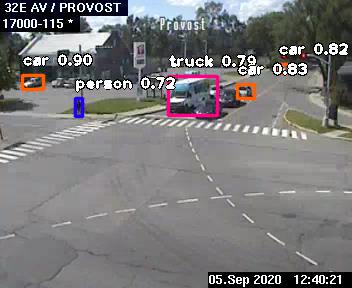 32E AV / PROVOST
17000-115 *
Provost
car 0.82
car 0.90
truck 0.79
car 0.83
person 0.72
05.Sep 2020 12:40:21